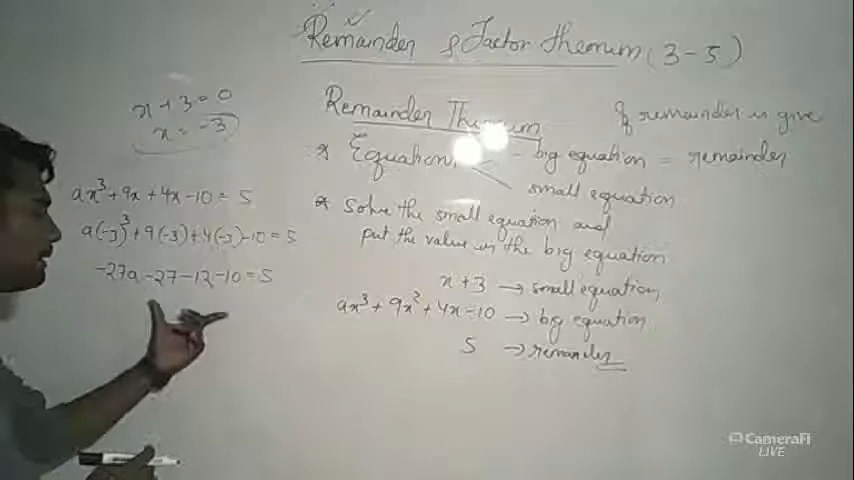 Remainder & Factor theorum (3-5)
x + 3 = 0
x = -3
ax³ + 9x + 4x - 10 = 5
a(-3)³ + 9(-3) + 4(-3) - 10 = 5
-27a - 27 - 12 - 10 = 5
Remainder Theorum
If remainder is give
* Equation - big equation = remainder
small equation
* Solve the small equation and
put the value in the big equation
x + 3 → small equation
ax³ + 9x² + 4x - 10 → big equation
5 → remainder
CameraFi
LIVE